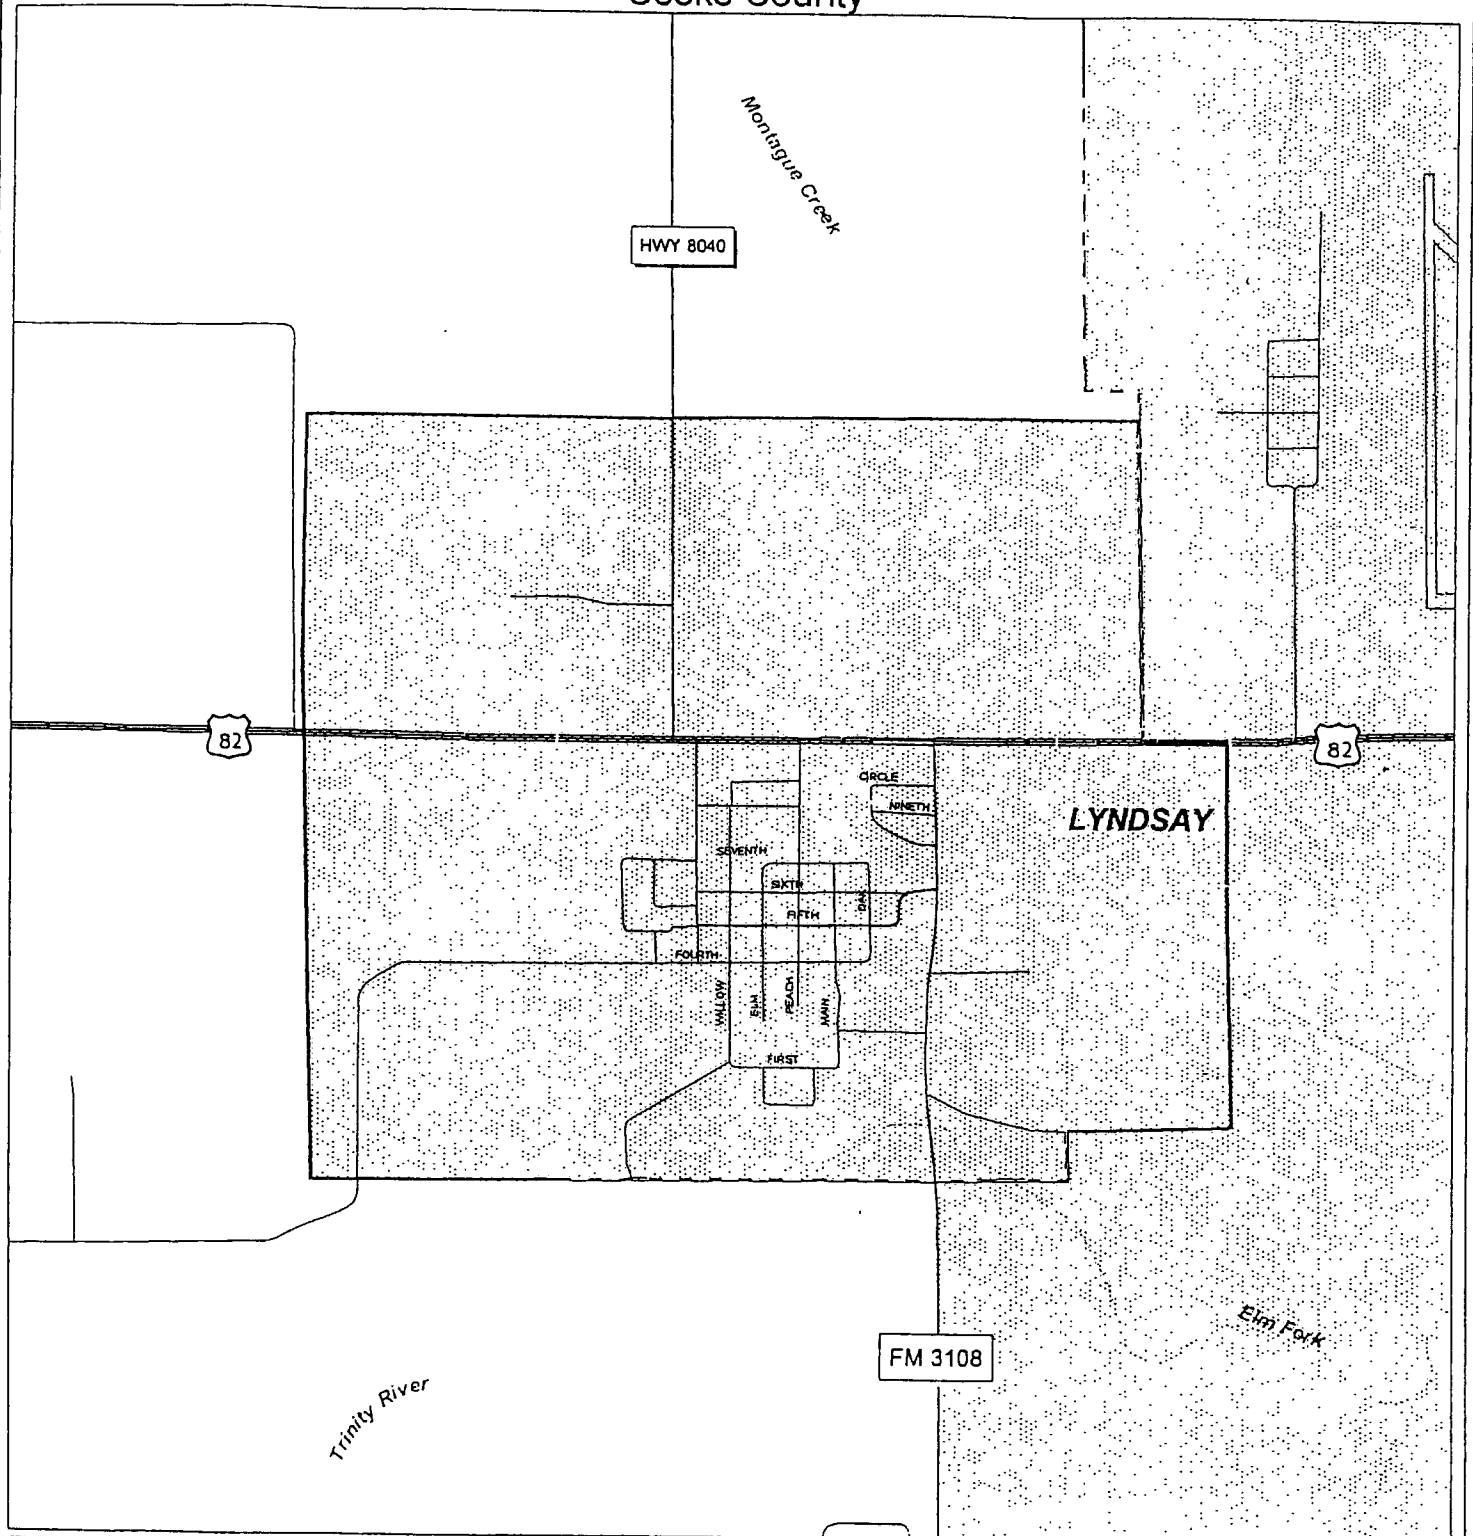 Cooke County
Montague Creek
HWY 8040
82
82
CIRCLE
NINETH
LYNDSAY
SEVENTH
SIXTH
OAK
FIFTH
FOURTH
WILLOW
ELM
PEACH
MAIN
FIRST
Elm Fork
FM 3108
Trinity River